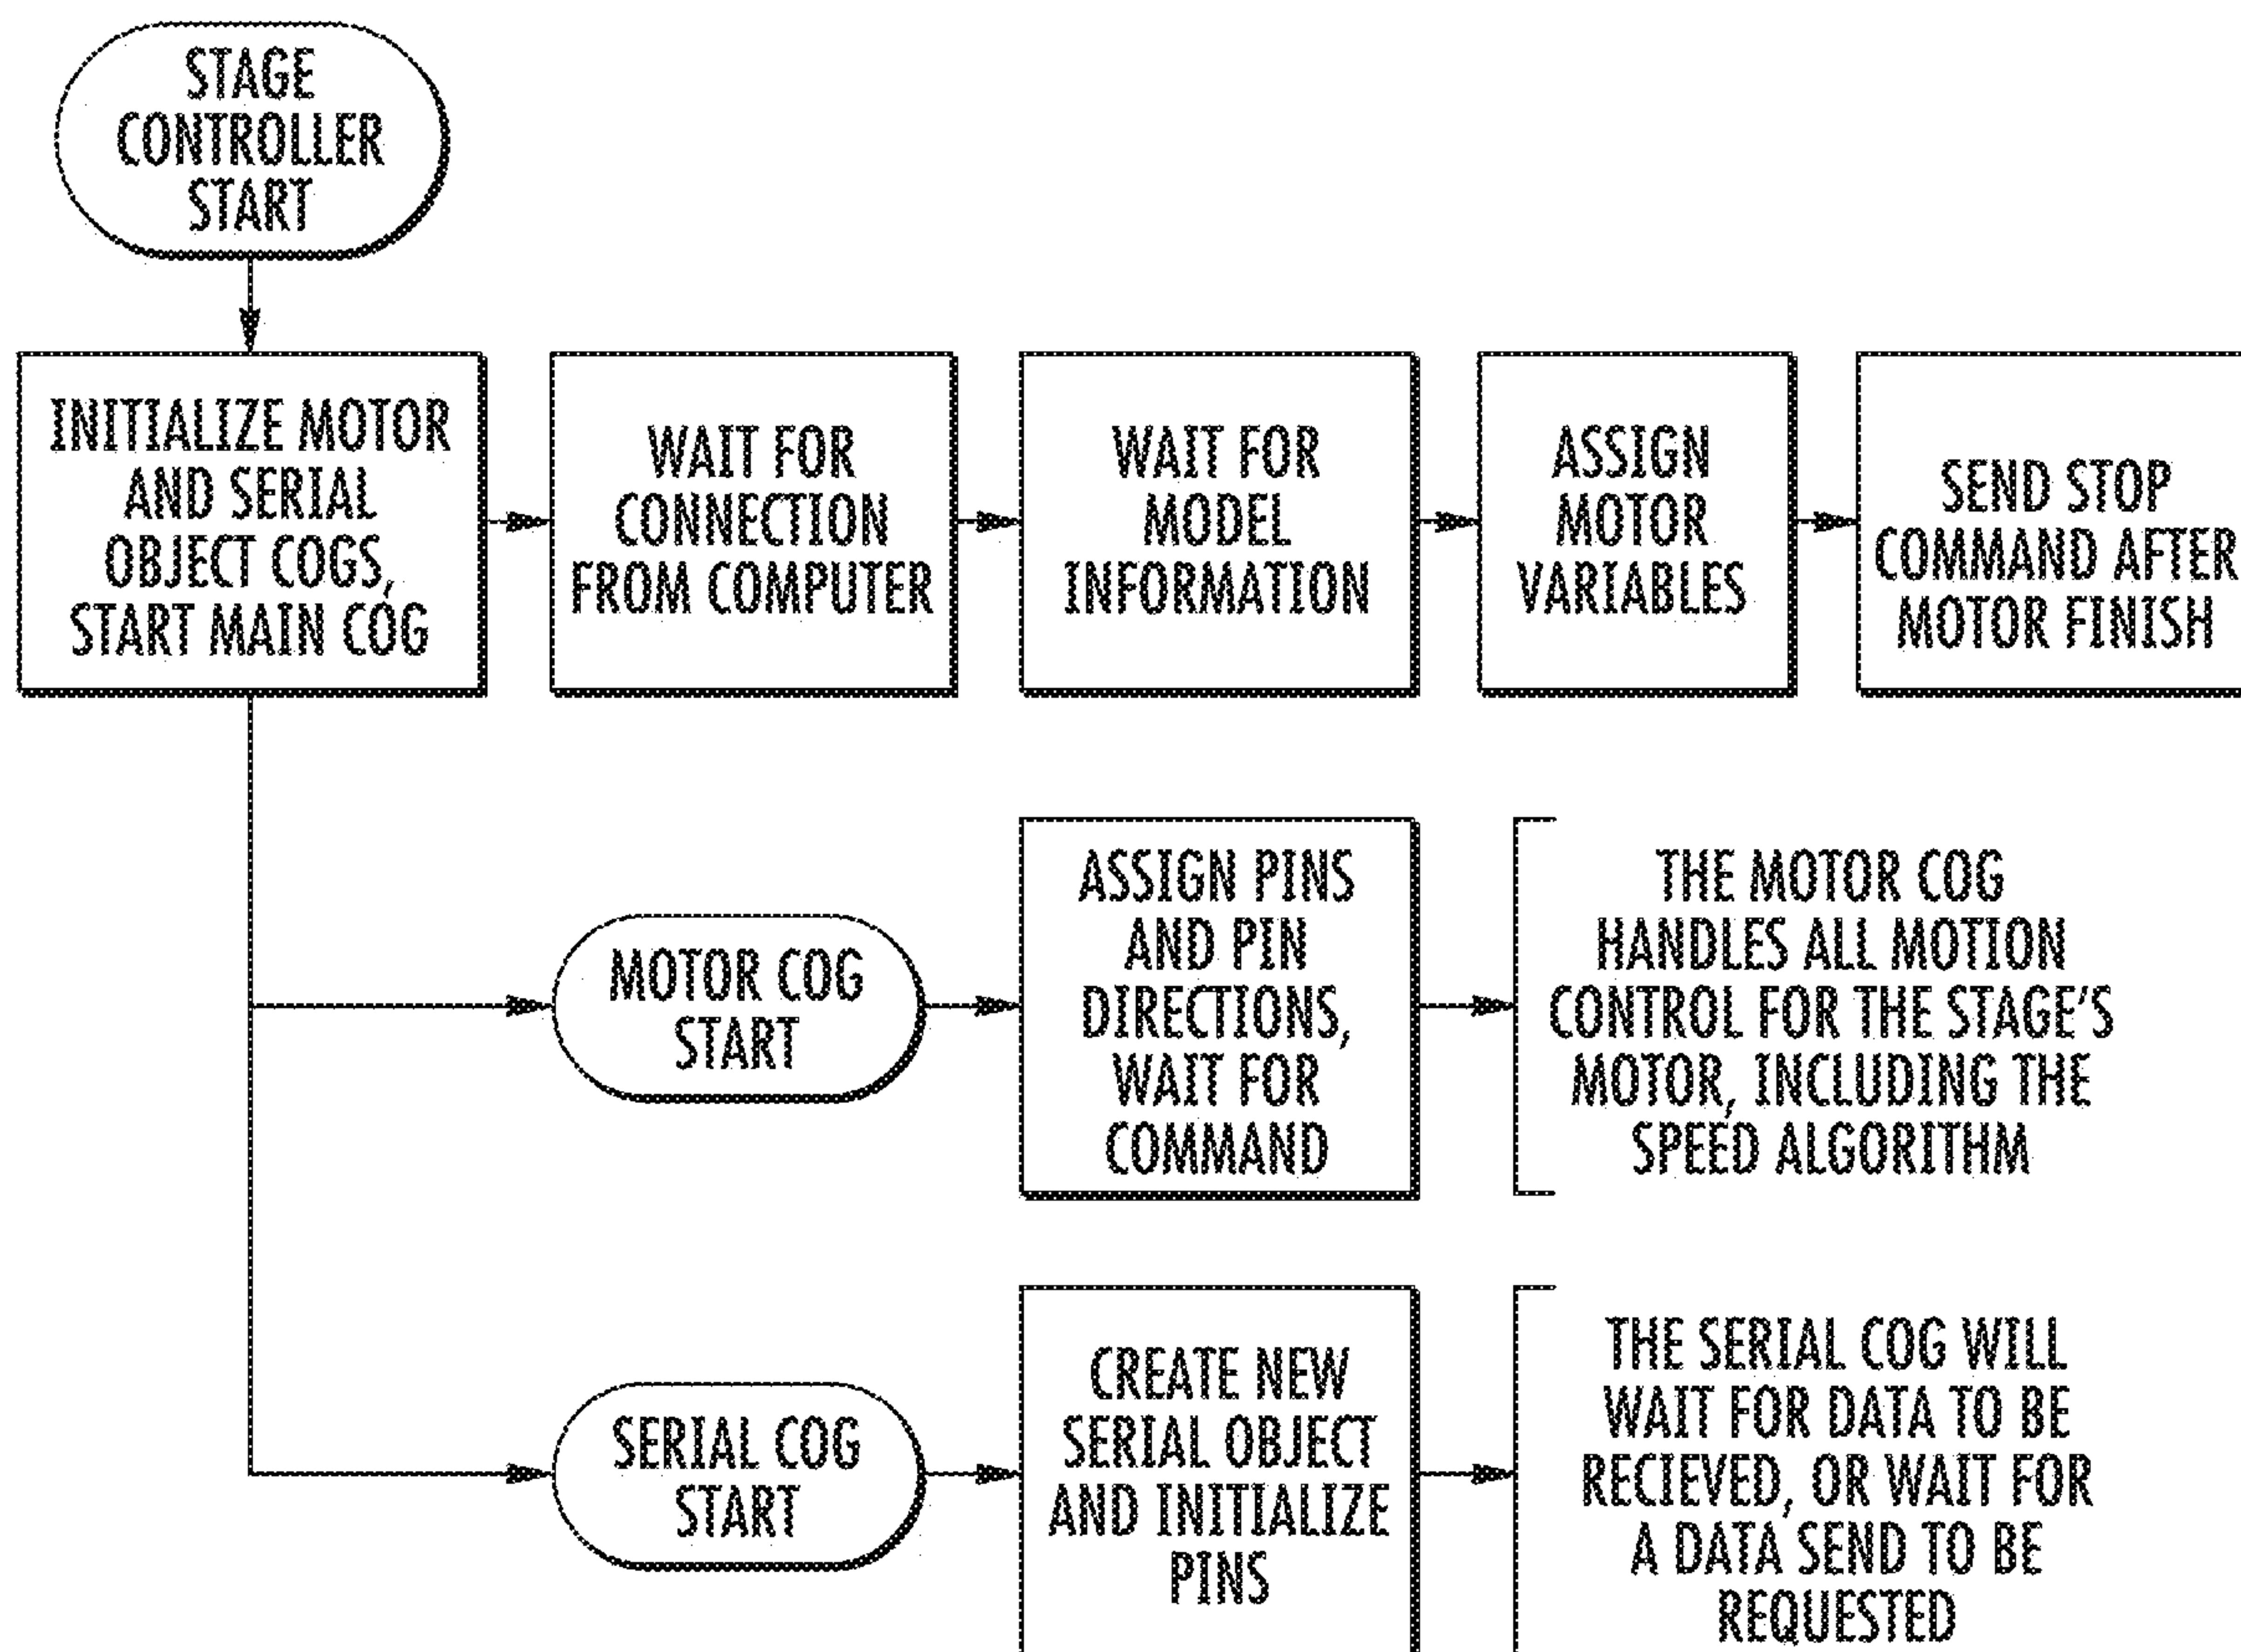 STAGE
CONTROLLER
START
INITIALIZE MOTOR
AND SERIAL
OBJECT COGS,
START MAIN COG
WAIT FOR
CONNECTION
FROM COMPUTER
WAIT FOR
MODEL
INFORMATION
ASSIGN
MOTOR
VARIABLES
SEND STOP
COMMAND AFTER
MOTOR FINISH
MOTOR COG
START
ASSIGN PINS
AND PIN
DIRECTIONS,
WAIT FOR
COMMAND
THE MOTOR COG
HANDLES ALL MOTION
CONTROL FOR THE STAGE'S
MOTOR, INCLUDING THE
SPEED ALGORITHM
SERIAL COG
START
CREATE NEW
SERIAL OBJECT
AND INITIALIZE
PINS
THE SERIAL COG WILL
WAIT FOR DATA TO BE
RECIEVED, OR WAIT FOR
A DATA SEND TO BE
REQUESTED